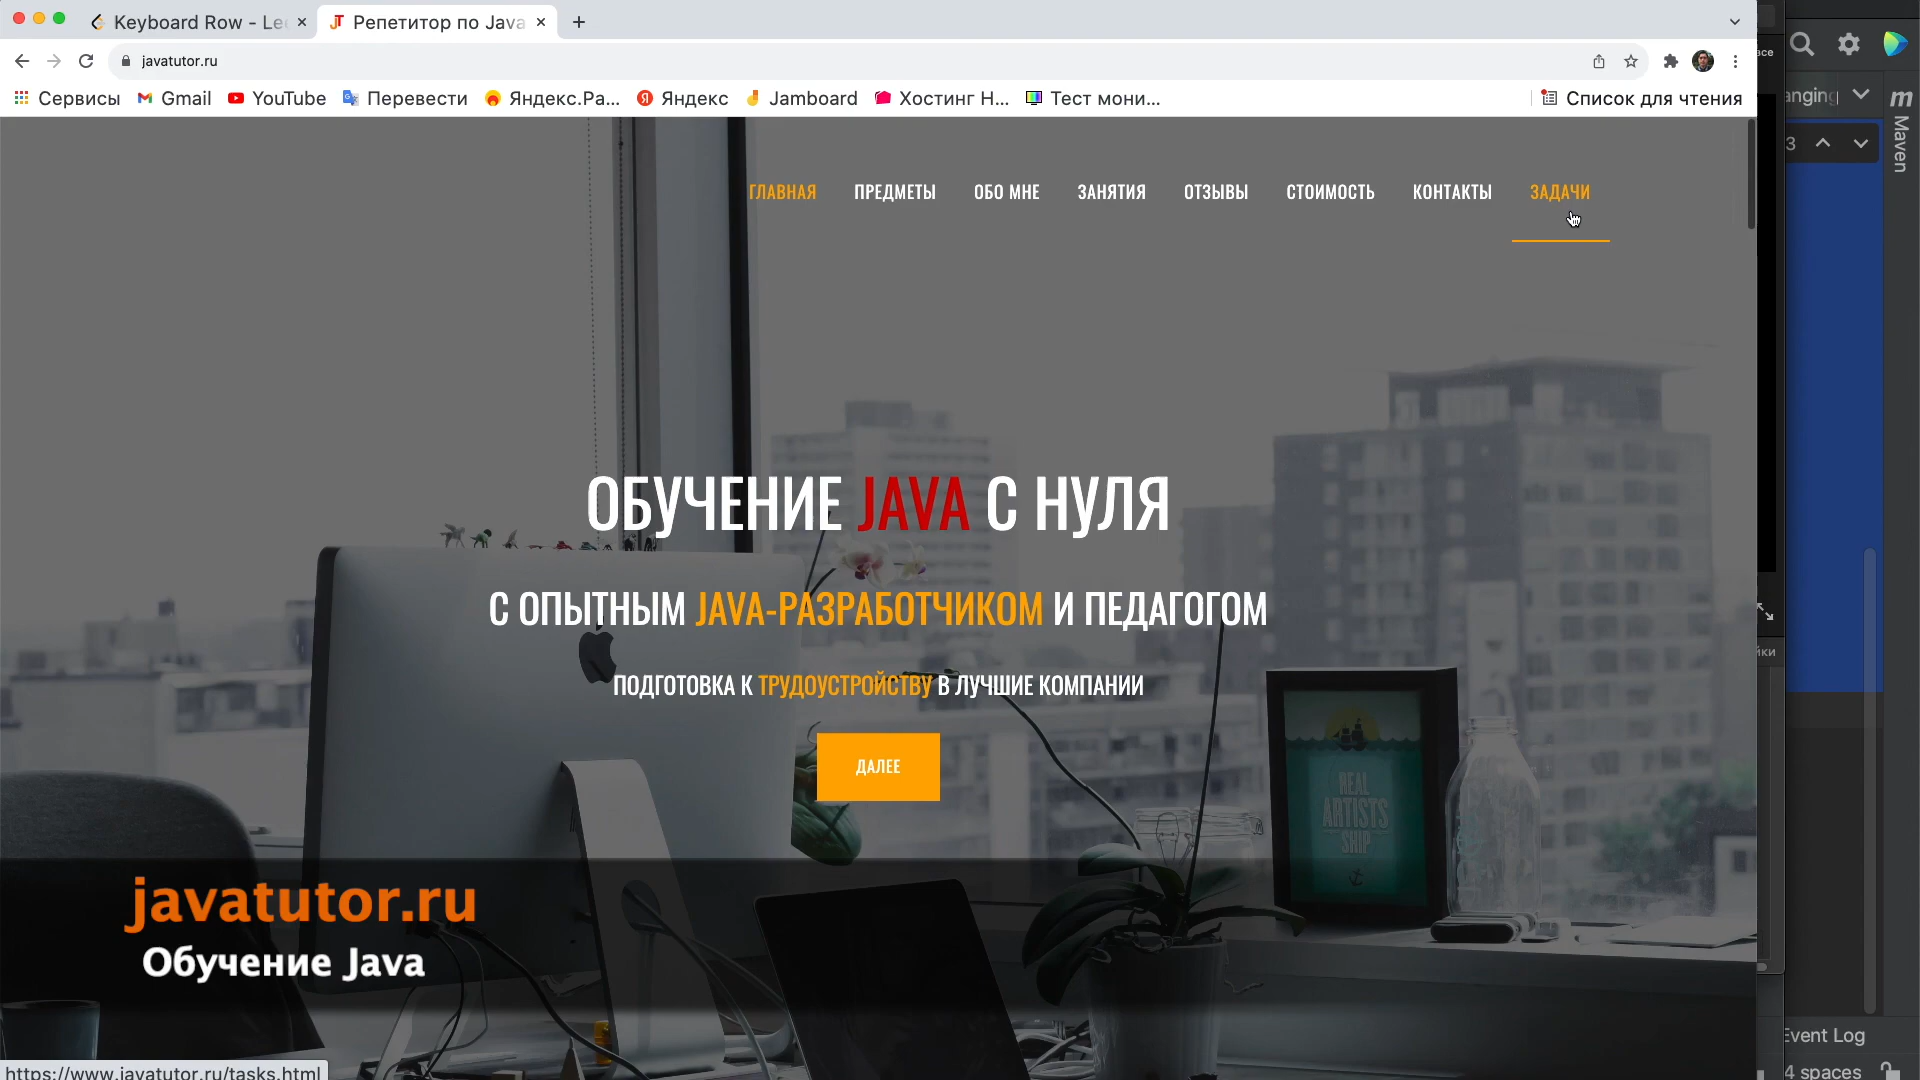 Keyboard Row - Le
Репетитор по Java
javatutor.ru
Сервисы
Gmail
YouTube
Перевести
Яндекс.Ра...
Яндекс
Jamboard
Хостинг Н...
Тест мони...
Список для чтения
ГЛАВНАЯ
ПРЕДМЕТЫ
ОБО МНЕ
ЗАНЯТИЯ
ОТЗЫВЫ
СТОИМОСТЬ
КОНТАКТЫ
ЗАДАЧИ
3
m
Maven
ОБУЧЕНИЕ JAVA С НУЛЯ
С ОПЫТНЫМ JAVA-РАЗРАБОТЧИКОМ И ПЕДАГОГОМ
ПОДГОТОВКА К ТРУДОУСТРОЙСТВУ В ЛУЧШИЕ КОМПАНИИ
ДАЛЕЕ
REAL
ARTISTS
SHIP
javatutor.ru
Обучение Java
Event Log
4 spaces
https://www.javatutor.ru/tasks.html